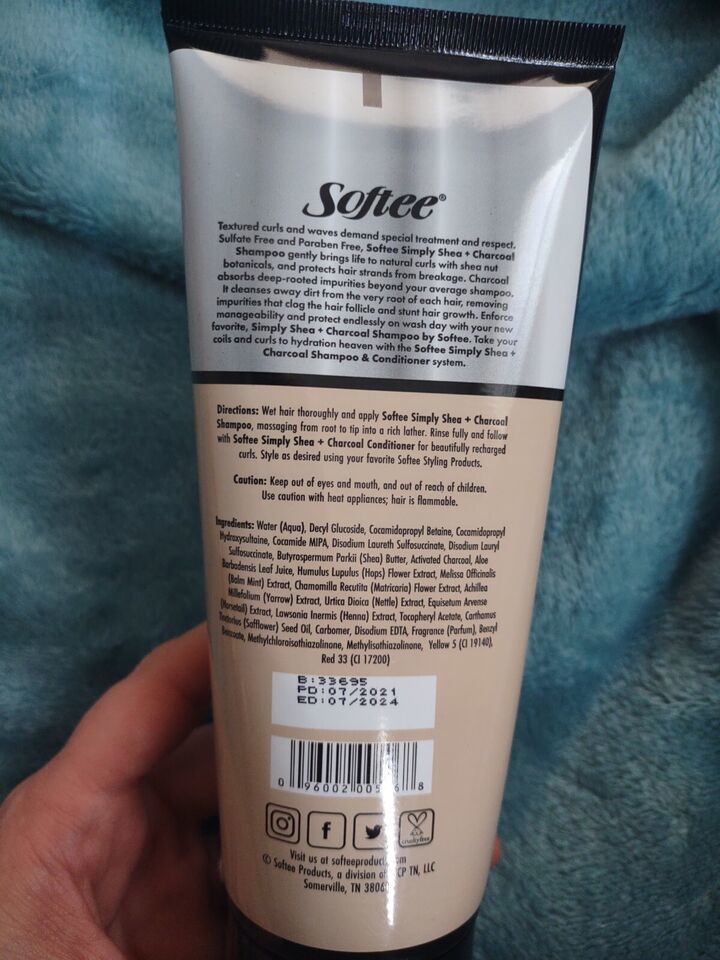 Softee®
Textured curls and waves demand special treatment and respect.
Sulfate Free and Paraben Free, Softee Simply Shea + Charcoal
Shampoo gently brings life to natural curls with shea nut
botanicals, and protects hair strands from breakage. Charcoal
absorbs deep-rooted impurities beyond your average shampoo.
It cleanses away dirt from the very root of each hair, removing
impurities that clog the hair follicle and stunt hair growth. Enforce
manageability and protect endlessly on wash day with your new
favorite, Simply Shea + Charcoal Shampoo by Softee. Take your
coils and curls to hydration heaven with the Softee Simply Shea +
Charcoal Shampoo & Conditioner system.
Directions: Wet hair thoroughly and apply Softee Simply Shea + Charcoal
Shampoo, massaging from root to tip into a rich lather. Rinse fully and follow
with Softee Simply Shea + Charcoal Conditioner for beautifully recharged
curls. Style as desired using your favorite Softee Styling Products.
Caution: Keep out of eyes and mouth, and out of reach of children.
Use caution with heat appliances; hair is flammable.
Ingredients: Water (Aqua), Decyl Glucoside, Cocamidopropyl Betaine, Cocamidopropyl
Hydroxysultaine, Cocamide MIPA, Disodium Laureth Sulfosuccinate, Disodium Lauryl
Sulfosuccinate, Butyrospermum Parkii (Shea) Butter, Activated Charcoal, Aloe
Barbadensis Leaf Juice, Humulus Lupulus (Hops) Flower Extract, Melissa Officinalis
(Balm Mint) Extract, Chamomilla Recutita (Matricaria) Flower Extract, Achillea
Millefolium (Yarrow) Extract, Urtica Dioica (Nettle) Extract, Equisetum Arvense
(Horsetail) Extract, Lawsonia Inermis (Henna) Extract, Tocopheryl Acetate, Carthamus
Tinctorius (Safflower) Seed Oil, Carbomer, Disodium EDTA, Fragrance (Parfum), Benzyl
Benzoate, Methylchloroisothiazolinone, Methylisothiazolinone, Yellow 5 (CI 19140),
Red 33 (CI 17200)
B:33695
PD:07/2021
ED:07/2024
0 96002 8
cruelty free
Visit us at
© Softee Products, a division of TN, LLC
Somerville, TN